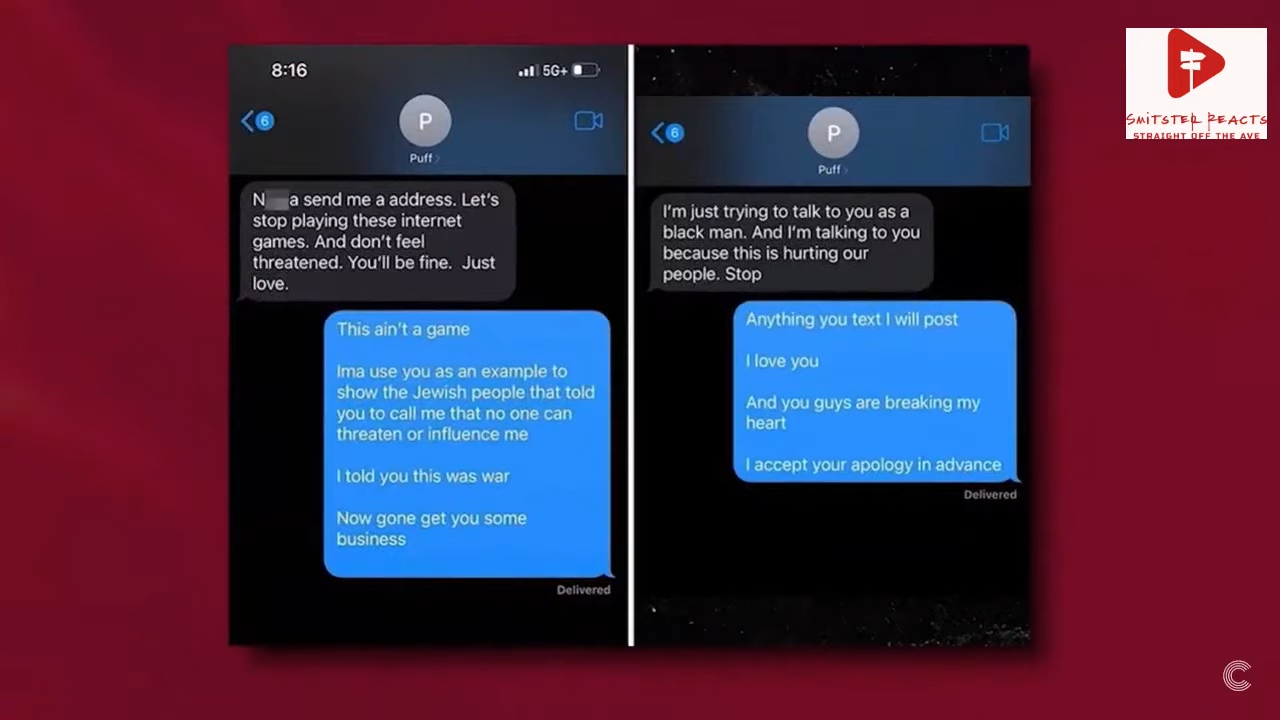 8:16
5G+
6
P
Puff
N a send me a address. Let's
stop playing these internet
games. And don't feel
threatened. You'll be fine.  Just
love.
This ain't a game
Ima use you as an example to
show the Jewish people that told
you to call me that no one can
threaten or influence me
I told you this was war
Now gone get you some
business
Delivered
6
P
Puff
I'm just trying to talk to you as a
black man. And I'm talking to you
because this is hurting our
people. Stop
Anything you text I will post
I love you
And you guys are breaking my
heart
I accept your apology in advance
Delivered
SMITSTER REACTS
STRAIGHT OFF THE AVE
C